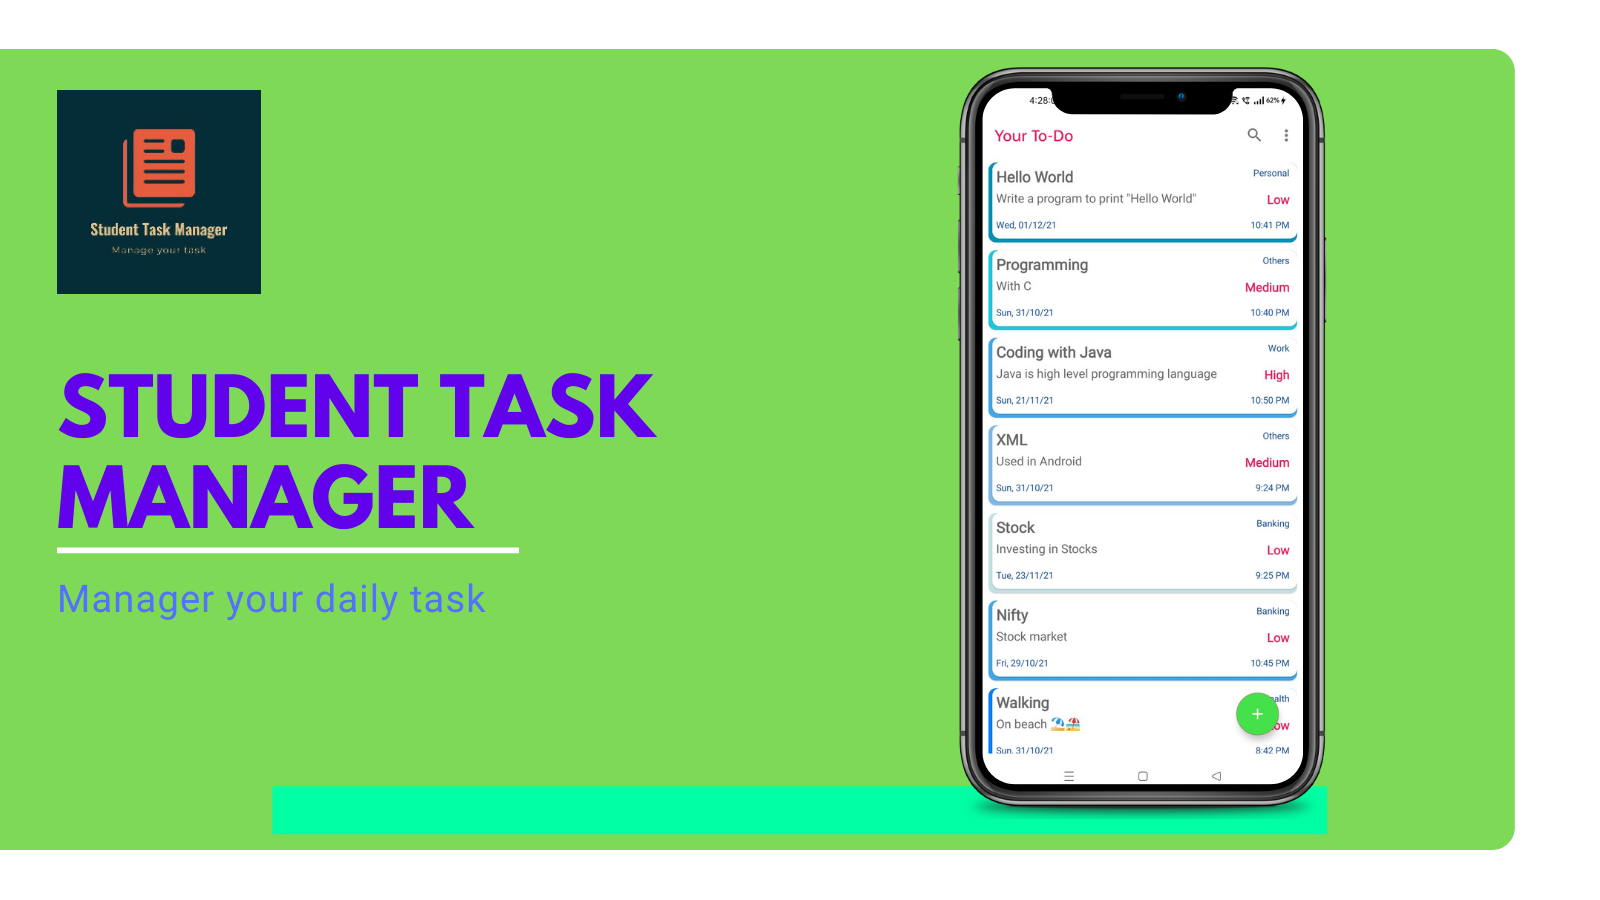 Student Task Manager
Manage your task
STUDENT TASK
MANAGER
Manager your daily task
4:28
62%
Your To-Do
Hello World
Personal
Write a program to print "Hello World"
Low
Wed, 01/12/21
10:41 PM
Programming
Others
With C
Medium
Sun, 31/10/21
10:40 PM
Coding with Java
Work
Java is high level programming language
High
Sun, 21/11/21
10:50 PM
XML
Others
Used in Android
Medium
Sun, 31/10/21
9:24 PM
Stock
Banking
Investing in Stocks
Low
Tue, 23/11/21
9:25 PM
Nifty
Banking
Stock market
Low
Fri, 29/10/21
10:45 PM
Walking
alth
On beach 🏖️⛱️
ow
Sun, 31/10/21
8:42 PM